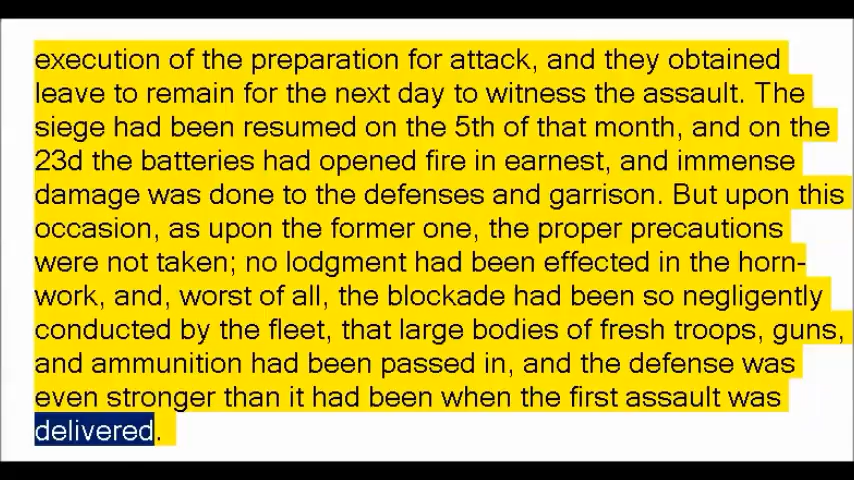 execution of the preparation for attack, and they obtained
leave to remain for the next day to witness the assault. The
siege had been resumed on the 5th of that month, and on the
23d the batteries had opened fire in earnest, and immense
damage was done to the defenses and garrison. But upon this
occasion, as upon the former one, the proper precautions
were not taken; no lodgment had been effected in the horn-
work, and, worst of all, the blockade had been so negligently
conducted by the fleet, that large bodies of fresh troops, guns,
and ammunition had been passed in, and the defense was
even stronger than it had been when the first assault was
delivered.